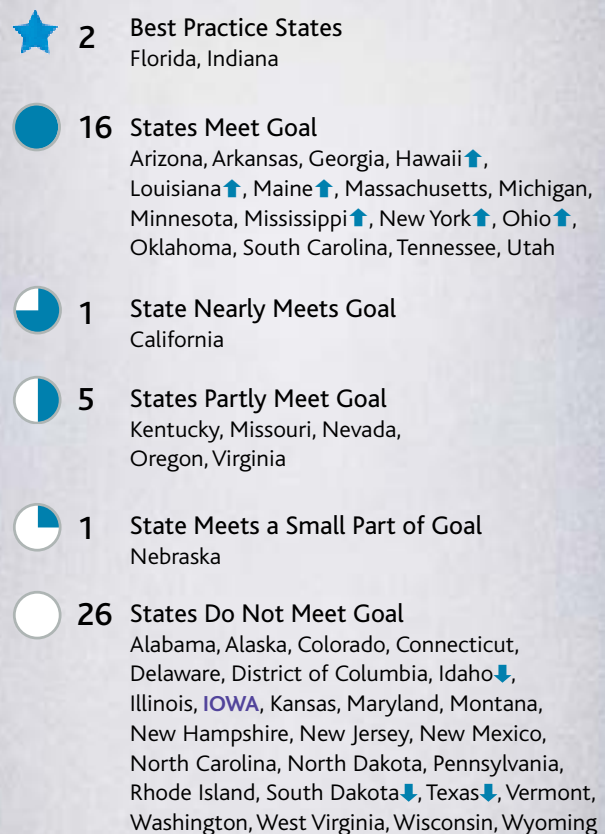 2 Best Practice States
Florida, Indiana
16 States Meet Goal
Arizona, Arkansas, Georgia, Hawaii⬆,
Louisiana⬆, Maine⬆, Massachusetts, Michigan,
Minnesota, Mississippi⬆, New York⬆, Ohio⬆,
Oklahoma, South Carolina, Tennessee, Utah
1 State Nearly Meets Goal
California
5 States Partly Meet Goal
Kentucky, Missouri, Nevada,
Oregon, Virginia
1 State Meets a Small Part of Goal
Nebraska
26 States Do Not Meet Goal
Alabama, Alaska, Colorado, Connecticut,
Delaware, District of Columbia, Idaho⬇,
Illinois, IOWA, Kansas, Maryland, Montana,
New Hampshire, New Jersey, New Mexico,
North Carolina, North Dakota, Pennsylvania,
Rhode Island, South Dakota⬇, Texas⬇, Vermont,
Washington, West Virginia, Wisconsin, Wyoming